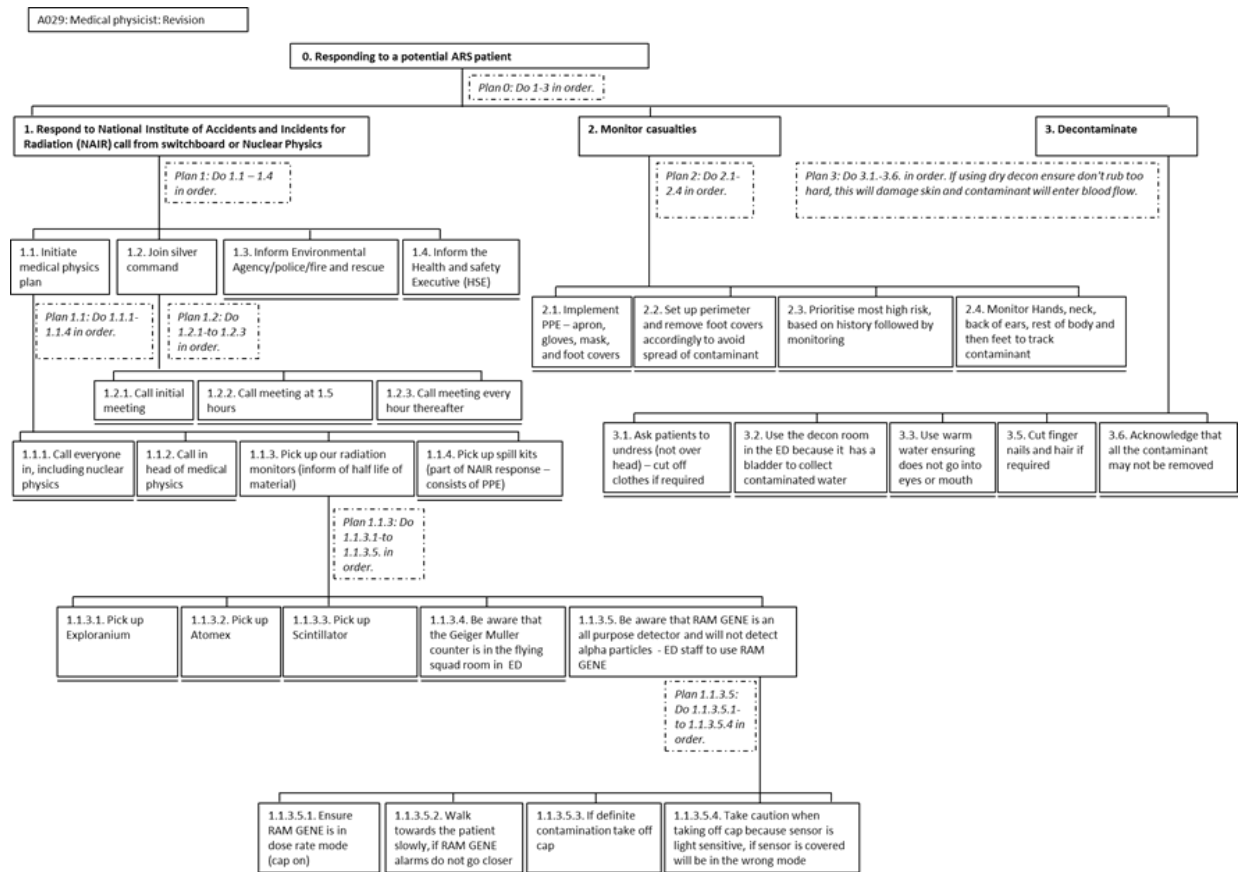 A029: Medical physicist: Revision
0. Responding to a potential ARS patient
Plan 0: Do 1-3 in order.
1. Respond to National Institute of Accidents and Incidents for
Radiation (NAIR) call from switchboard or Nuclear Physics
2. Monitor casualties
3. Decontaminate
Plan 1: Do 1.1 – 1.4
in order.
Plan 2: Do 2.1-
2.4 in order.
Plan 3: Do 3.1.-3.6. in order. If using dry decon ensure don't rub too
hard, this will damage skin and contaminant will enter blood flow.
1.1. Initiate
medical physics
plan
1.2. Join silver
command
1.3. Inform Environmental
Agency/police/fire and rescue
1.4. Inform the
Health and safety
Executive (HSE)
Plan 1.1: Do 1.1.1-
1.1.4 in order.
Plan 1.2: Do
1.2.1-to 1.2.3
in order.
2.1. Implement
PPE – apron,
gloves, mask,
and foot covers
2.2. Set up perimeter
and remove foot covers
accordingly to avoid
spread of contaminant
2.3. Prioritise most high risk,
based on history followed by
monitoring
2.4. Monitor Hands, neck,
back of ears, rest of body and
then feet to track
contaminant
1.2.1. Call initial
meeting
1.2.2. Call meeting at 1.5
hours
1.2.3. Call meeting every
hour thereafter
1.1.1. Call everyone
in, including nuclear
physics
1.1.2. Call in
head of medical
physics
1.1.3. Pick up our radiation
monitors (inform of half life of
material)
1.1.4. Pick up spill kits
(part of NAIR response –
consists of PPE)
3.1. Ask patients to
undress (not over
head) – cut off
clothes if required
3.2. Use the decon room
in the ED because it has a
bladder to collect
contaminated water
3.3. Use warm
water ensuring
does not go into
eyes or mouth
3.5. Cut finger
nails and hair if
required
3.6. Acknowledge that
all the contaminant
may not be removed
Plan 1.1.3: Do
1.1.3.1-to
1.1.3.5. in
order.
1.1.3.1. Pick up
Exploranium
1.1.3.2. Pick up
Atomex
1.1.3.3. Pick up
Scintillator
1.1.3.4. Be aware that
the Geiger Muller
counter is in the flying
squad room in ED
1.1.3.5. Be aware that RAM GENE is an
all purpose detector and will not detect
alpha particles - ED staff to use RAM
GENE
Plan 1.1.3.5:
Do 1.1.3.5.1-
to 1.1.3.5.4 in
order.
1.1.3.5.1. Ensure
RAM GENE is in
dose rate mode
(cap on)
1.1.3.5.2. Walk
towards the patient
slowly, if RAM GENE
alarms do not go closer
1.1.3.5.3. If definite
contamination take off
cap
1.1.3.5.4. Take caution when
taking off cap because sensor is
light sensitive, if sensor is covered
will be in the wrong mode